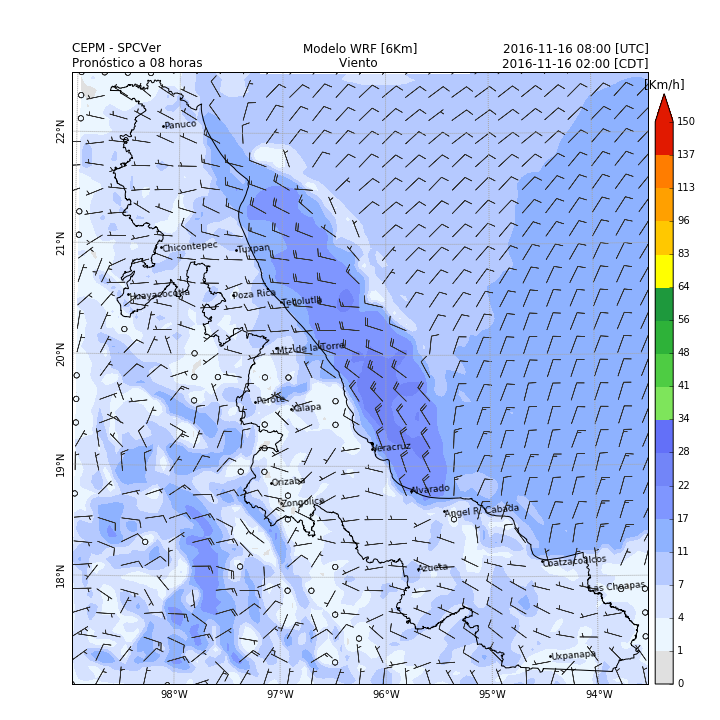 CEPM - SPCVer Modelo WRF [6Km] 2016-11-16 08:00 [UTC]
Pronóstico a 08 horas Viento 2016-11-16 02:00 [CDT]
[Km/h]
150
137
113
96
83
64
56
48
41
34
28
22
17
11
7
4
1
0
22°N
21°N
20°N
19°N
18°N
Panuco
Chicontepec
Tuxpan
Huayacocotla
Poza Rica
Tecolutla
Mtz de la Torre
Perote
Xalapa
Veracruz
Orizaba
Alvarado
Zongolica
Angel R. Cabada
Azueta
Coatzacoalcos
Las Choapas
Uxpanapa
98°W 97°W 96°W 95°W 94°W